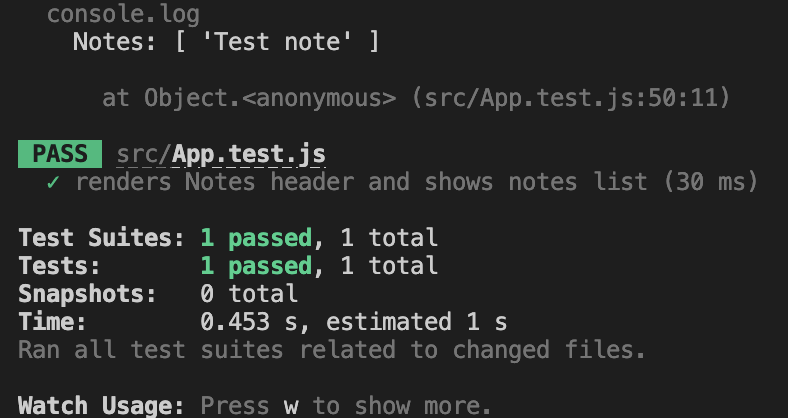 console.log
Notes: [ 'Test note' ]
at Object.<anonymous> (src/App.test.js:50:11)
PASS src/App.test.js
✓ renders Notes header and shows notes list (30 ms)
Test Suites: 1 passed, 1 total
Tests: 1 passed, 1 total
Snapshots: 0 total
Time: 0.453 s, estimated 1 s
Ran all test suites related to changed files.
Watch Usage: Press w to show more.